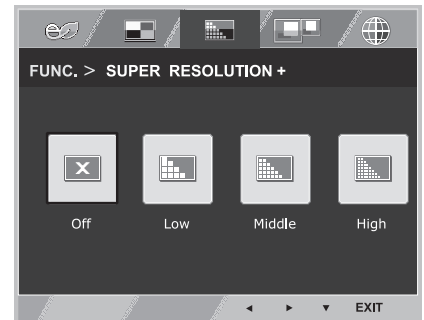 FUNC. > SUPER RESOLUTION +
Off Low Middle High
EXIT